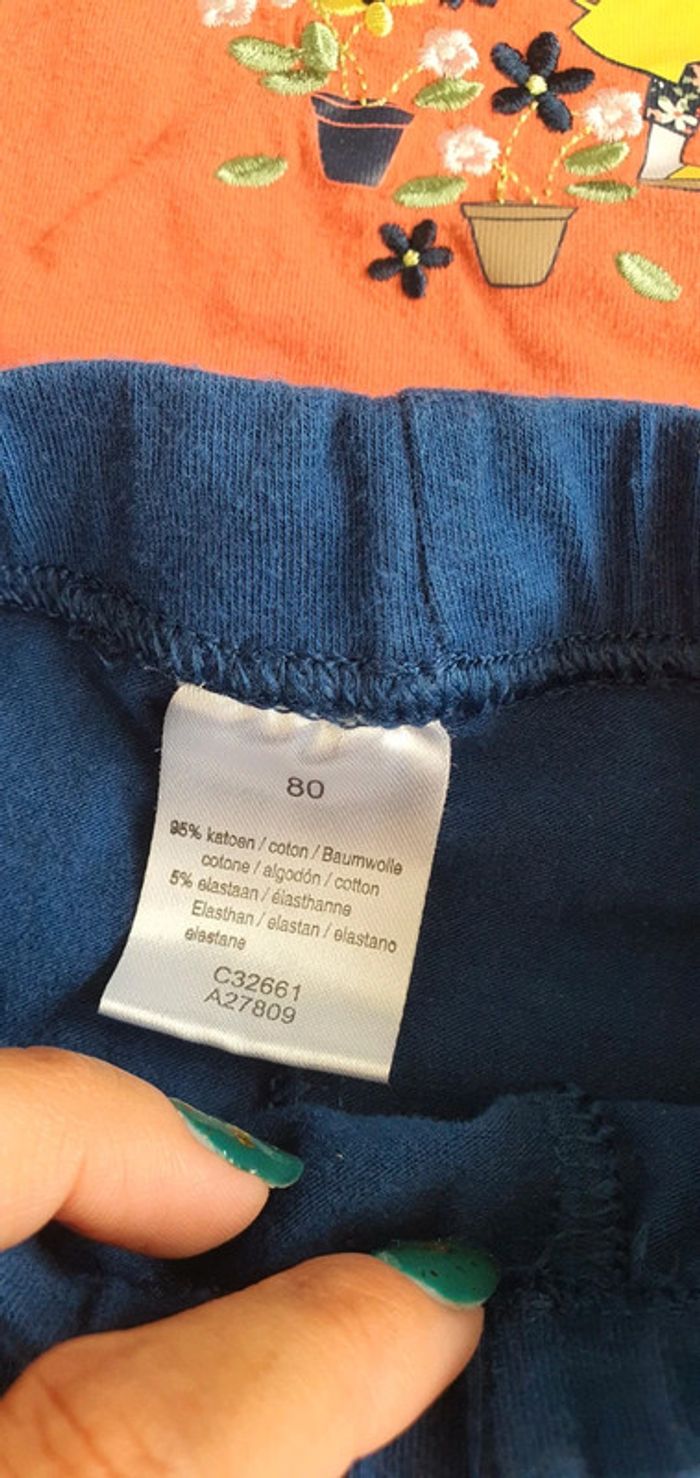 80
95% katoen / coton / Baumwolle
cotone / algodón / cotton
5% elastaan / élasthanne
Elasthan / elastan / elastano
elastane
C32661
A27809